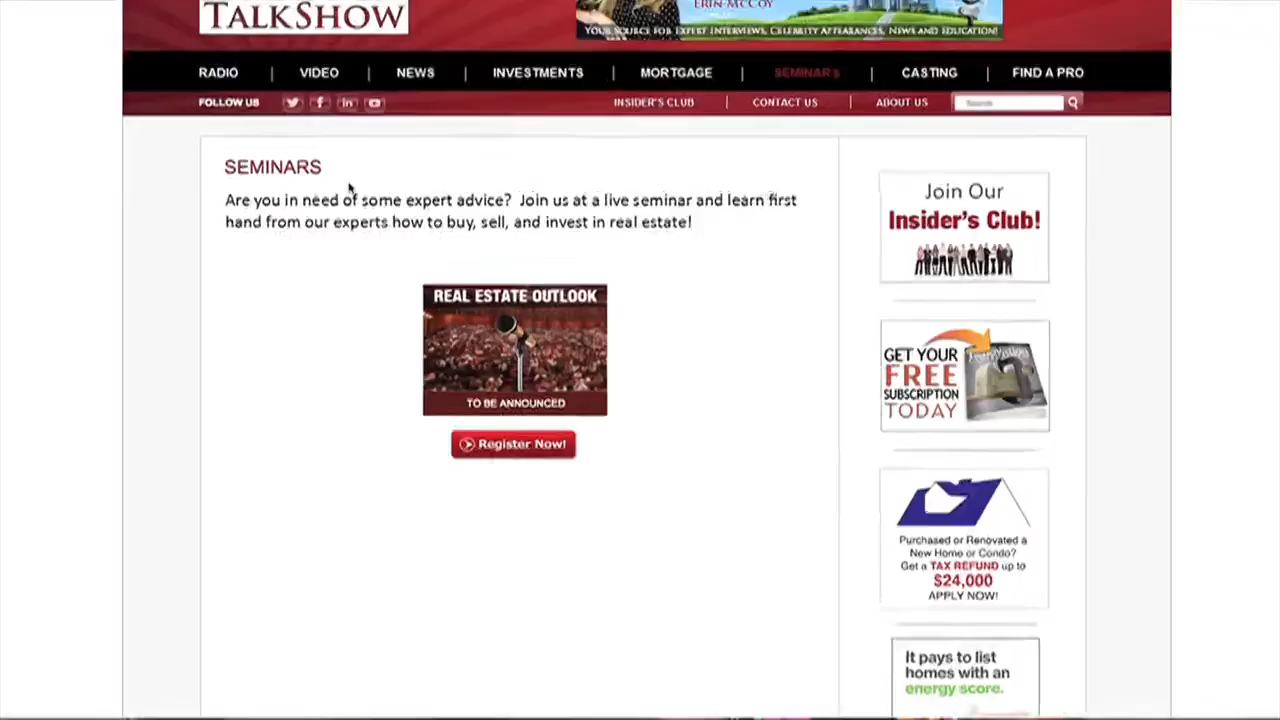 TALKSHOW
ERIN MCCOY
YOUR SOURCE FOR EXPERT INTERVIEWS, CELEBRITY APPEARANCES, NEWS AND EDUCATION!
RADIO | VIDEO | NEWS | INVESTMENTS | MORTGAGE | SEMINARS | CASTING | FIND A PRO
FOLLOW US INSIDER'S CLUB | CONTACT US | ABOUT US Search
SEMINARS
Are you in need of some expert advice? Join us at a live seminar and learn first
hand from our experts how to buy, sell, and invest in real estate!
REAL ESTATE OUTLOOK
TO BE ANNOUNCED
Register Now!
Join Our
Insider's Club!
GET YOUR
FREE
SUBSCRIPTION
TODAY
Purchased or Renovated a
New Home or Condo?
Get a TAX REFUND up to
$24,000
APPLY NOW!
It pays to list
homes with an
energy score.